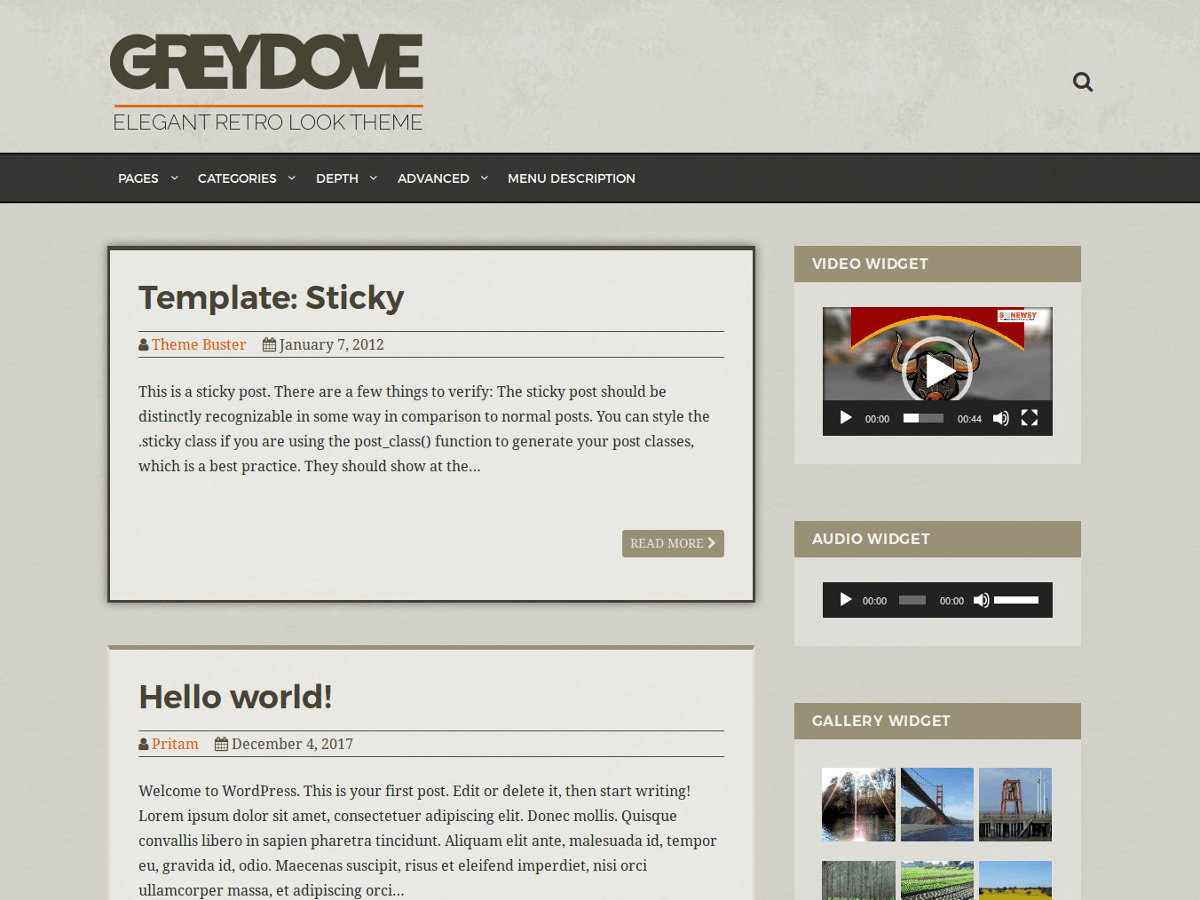 GREYDOVE
ELEGANT RETRO LOOK THEME
PAGES CATEGORIES DEPTH ADVANCED MENU DESCRIPTION
Template: Sticky
Theme Buster January 7, 2012
This is a sticky post. There are a few things to verify: The sticky post should be
distinctly recognizable in some way in comparison to normal posts. You can style the
.sticky class if you are using the post_class() function to generate your post classes,
which is a best practice. They should show at the...
READ MORE
Hello world!
Pritam December 4, 2017
Welcome to WordPress. This is your first post. Edit or delete it, then start writing!
Lorem ipsum dolor sit amet, consectetuer adipiscing elit. Donec mollis. Quisque
convallis libero in sapien pharetra tincidunt. Aliquam elit ante, malesuada id, tempor
eu, gravida id, odio. Maecenas suscipit, risus et eleifend imperdiet, nisi orci
ullamcorper massa, et adipiscing orci...
VIDEO WIDGET
00:00 00:44
AUDIO WIDGET
00:00 00:00
GALLERY WIDGET